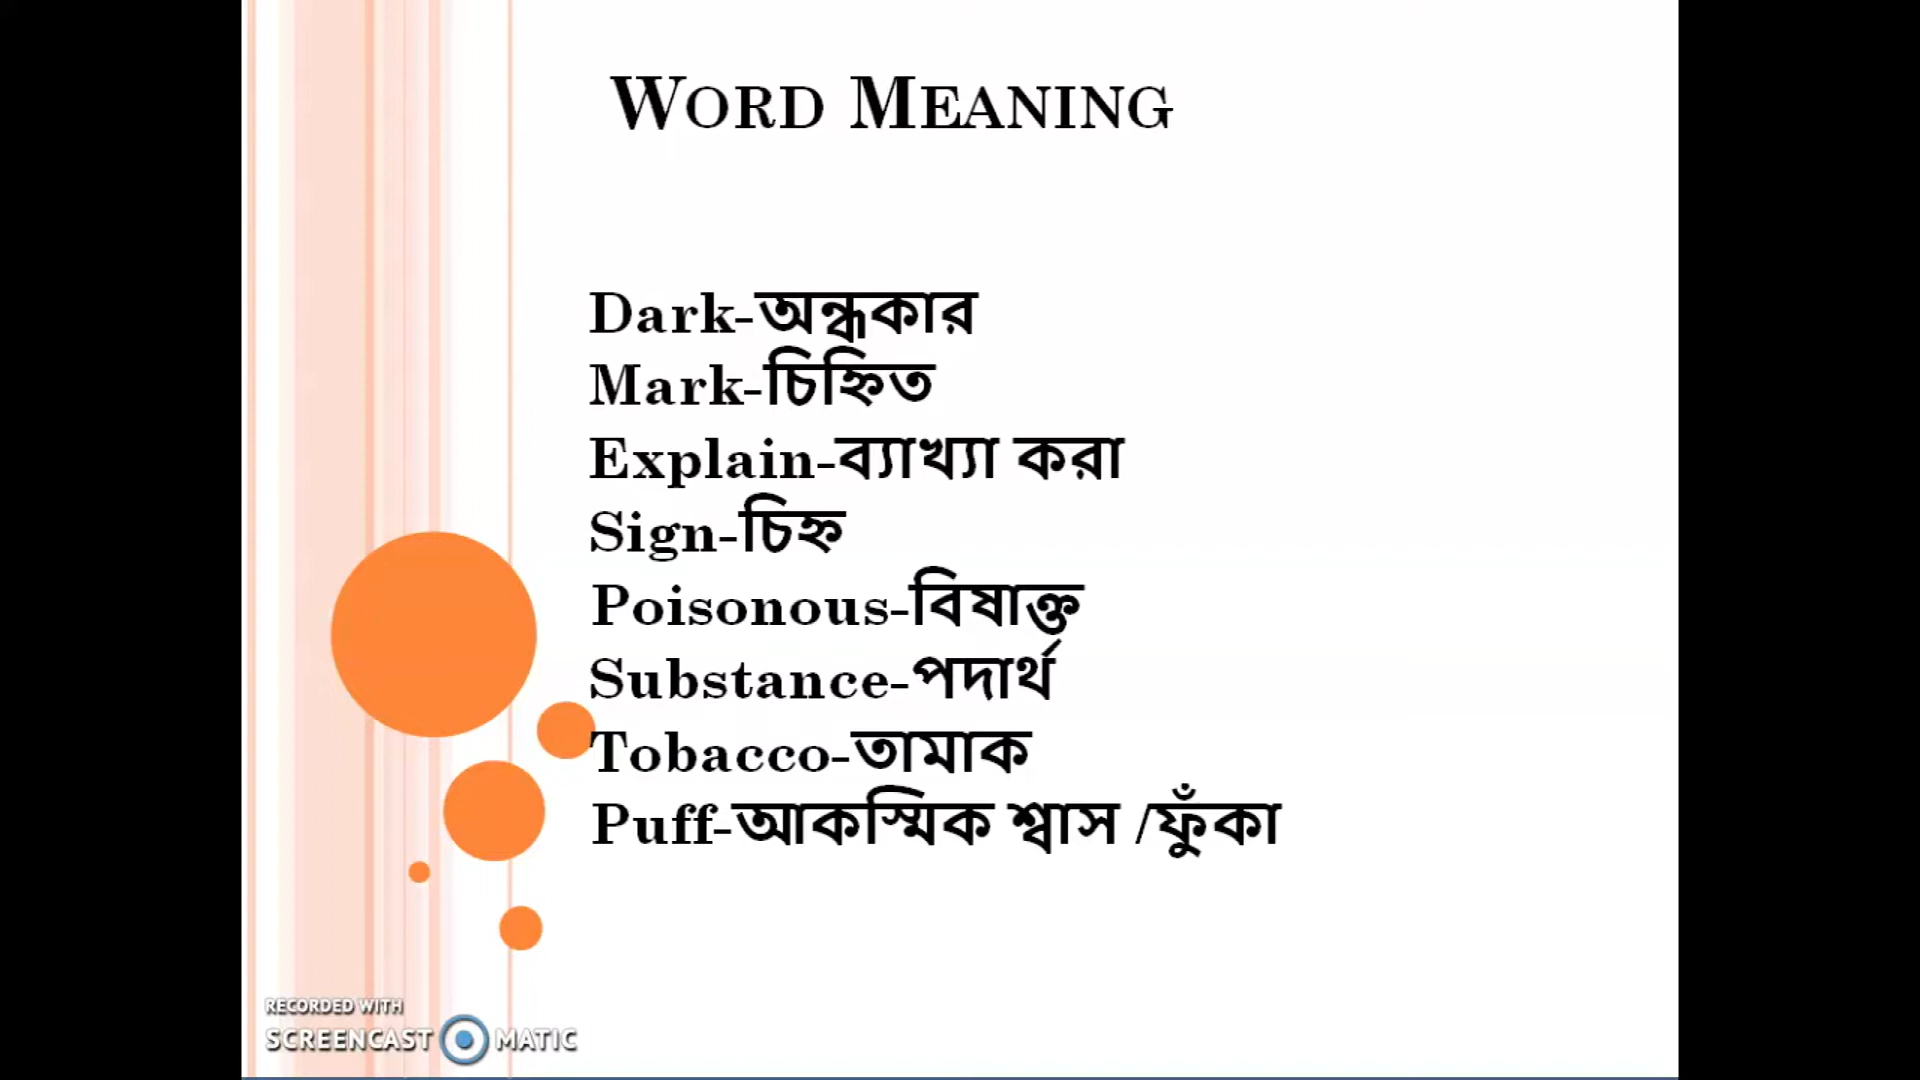 WORD MEANING
Dark-অন্ধকার
Mark-চিহ্নিত
Explain-ব্যাখ্যা করা
Sign-চিহ্ন
Poisonous-বিষাক্ত
Substance-পদার্থ
Tobacco-তামাক
Puff-আকস্মিক শ্বাস /ফুঁকা
RECORDED WITH
SCREENCAST MATIC